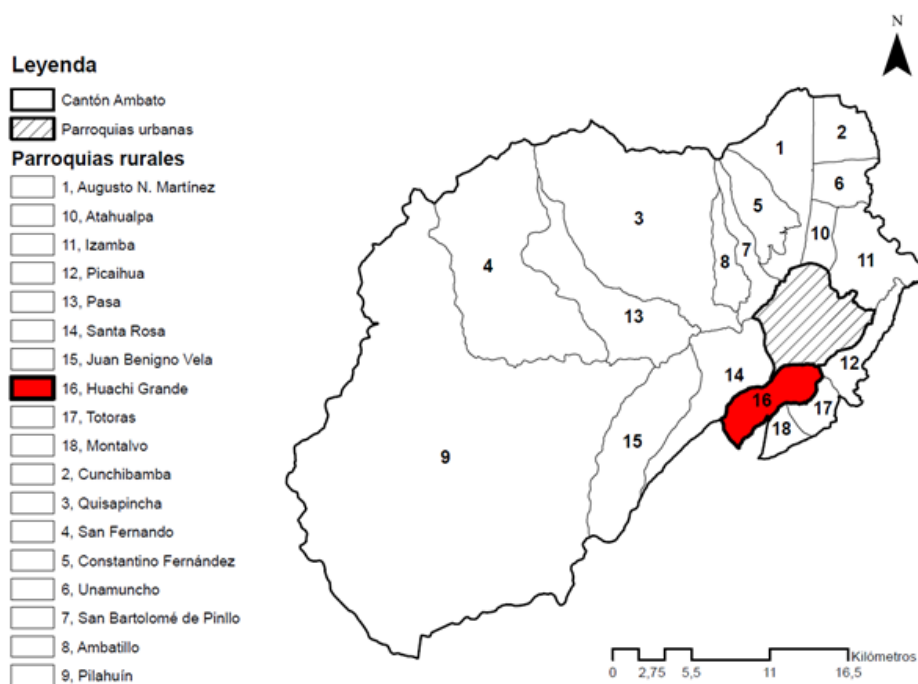 N
Leyenda
Cantón Ambato
Parroquias urbanas
Parroquias rurales
1, Augusto N. Martínez
10, Atahualpa
11, Izamba
12, Picaihua
13, Pasa
14, Santa Rosa
15, Juan Benigno Vela
16, Huachi Grande
17, Totoras
18, Montalvo
2, Cunchibamba
3, Quisapincha
4, San Fernando
5, Constantino Fernández
6, Unamuncho
7, San Bartolomé de Pinllo
8, Ambatillo
9, Pilahuín
1
2
6
3
5
10
11
4
8
7
13
12
14
16
17
18
15
9
Kilómetros
0 2,75 5,5 11 16,5